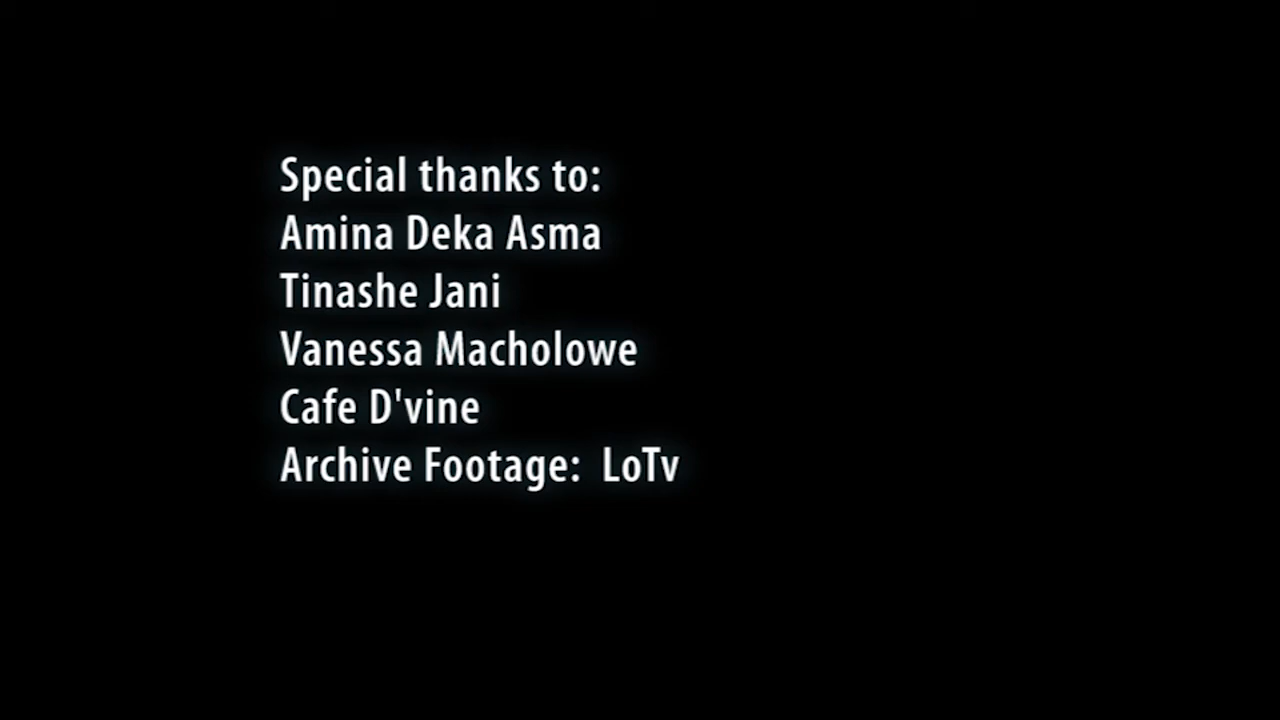 Special thanks to:
Amina Deka Asma
Tinashe Jani
Vanessa Macholowe
Cafe D'vine
Archive Footage:  LoTv